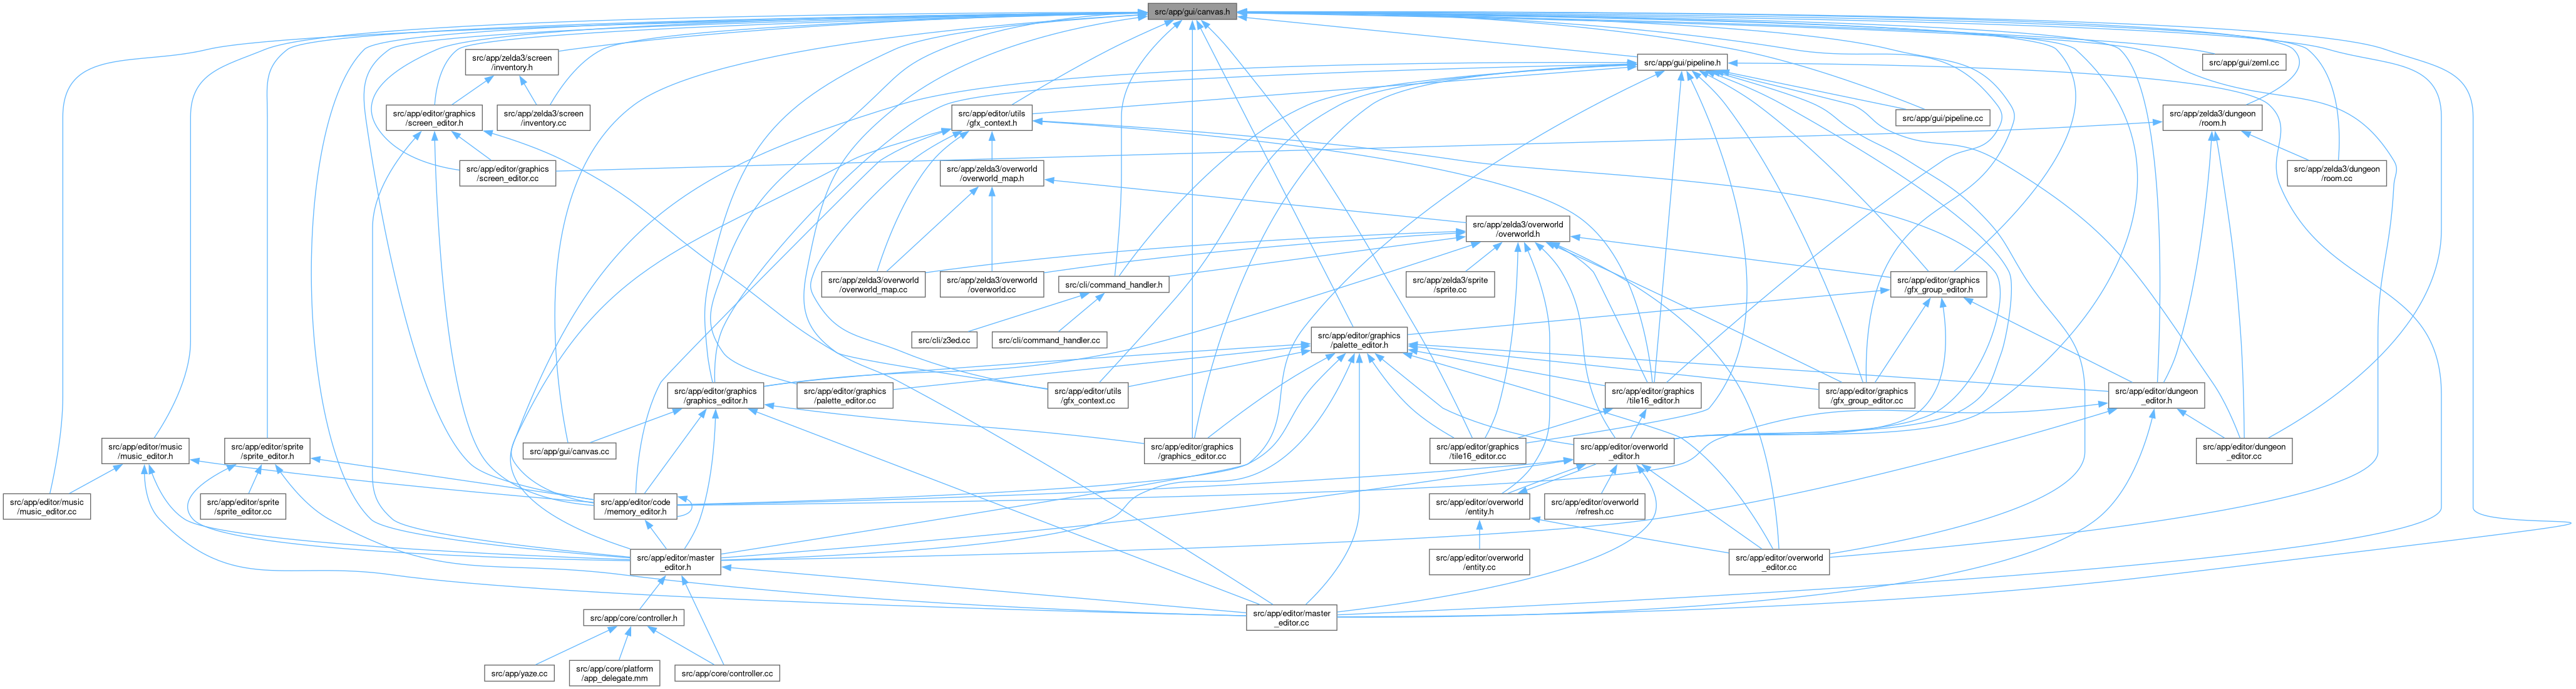 src/app/gui/canvas.h
src/app/zelda3/screen
/inventory.h
src/app/gui/pipeline.h
src/app/gui/zeml.cc
src/app/editor/graphics
/screen_editor.h
src/app/zelda3/screen
/inventory.cc
src/app/editor/utils
/gfx_context.h
src/app/gui/pipeline.cc
src/app/zelda3/dungeon
/room.h
src/app/editor/graphics
/screen_editor.cc
src/app/zelda3/overworld
/overworld_map.h
src/app/zelda3/dungeon
/room.cc
src/app/zelda3/overworld
/overworld.h
src/app/zelda3/overworld
/overworld_map.cc
src/app/zelda3/overworld
/overworld.cc
src/cli/command_handler.h
src/app/zelda3/sprite
/sprite.cc
src/app/editor/graphics
/gfx_group_editor.h
src/cli/z3ed.cc
src/cli/command_handler.cc
src/app/editor/graphics
/palette_editor.h
src/app/editor/graphics
/graphics_editor.h
src/app/editor/graphics
/palette_editor.cc
src/app/editor/utils
/gfx_context.cc
src/app/editor/graphics
/tile16_editor.h
src/app/editor/graphics
/gfx_group_editor.cc
src/app/editor/dungeon
_editor.h
src/app/editor/music
/music_editor.h
src/app/editor/sprite
/sprite_editor.h
src/app/gui/canvas.cc
src/app/editor/graphics
/graphics_editor.cc
src/app/editor/graphics
/tile16_editor.cc
src/app/editor/overworld
_editor.h
src/app/editor/dungeon
_editor.cc
src/app/editor/music
/music_editor.cc
src/app/editor/sprite
/sprite_editor.cc
src/app/editor/code
/memory_editor.h
src/app/editor/overworld
/entity.h
src/app/editor/overworld
/refresh.cc
src/app/editor/master
_editor.h
src/app/editor/overworld
/entity.cc
src/app/editor/overworld
_editor.cc
src/app/core/controller.h
src/app/editor/master
_editor.cc
src/app/yaze.cc
src/app/core/platform
/app_delegate.mm
src/app/core/controller.cc